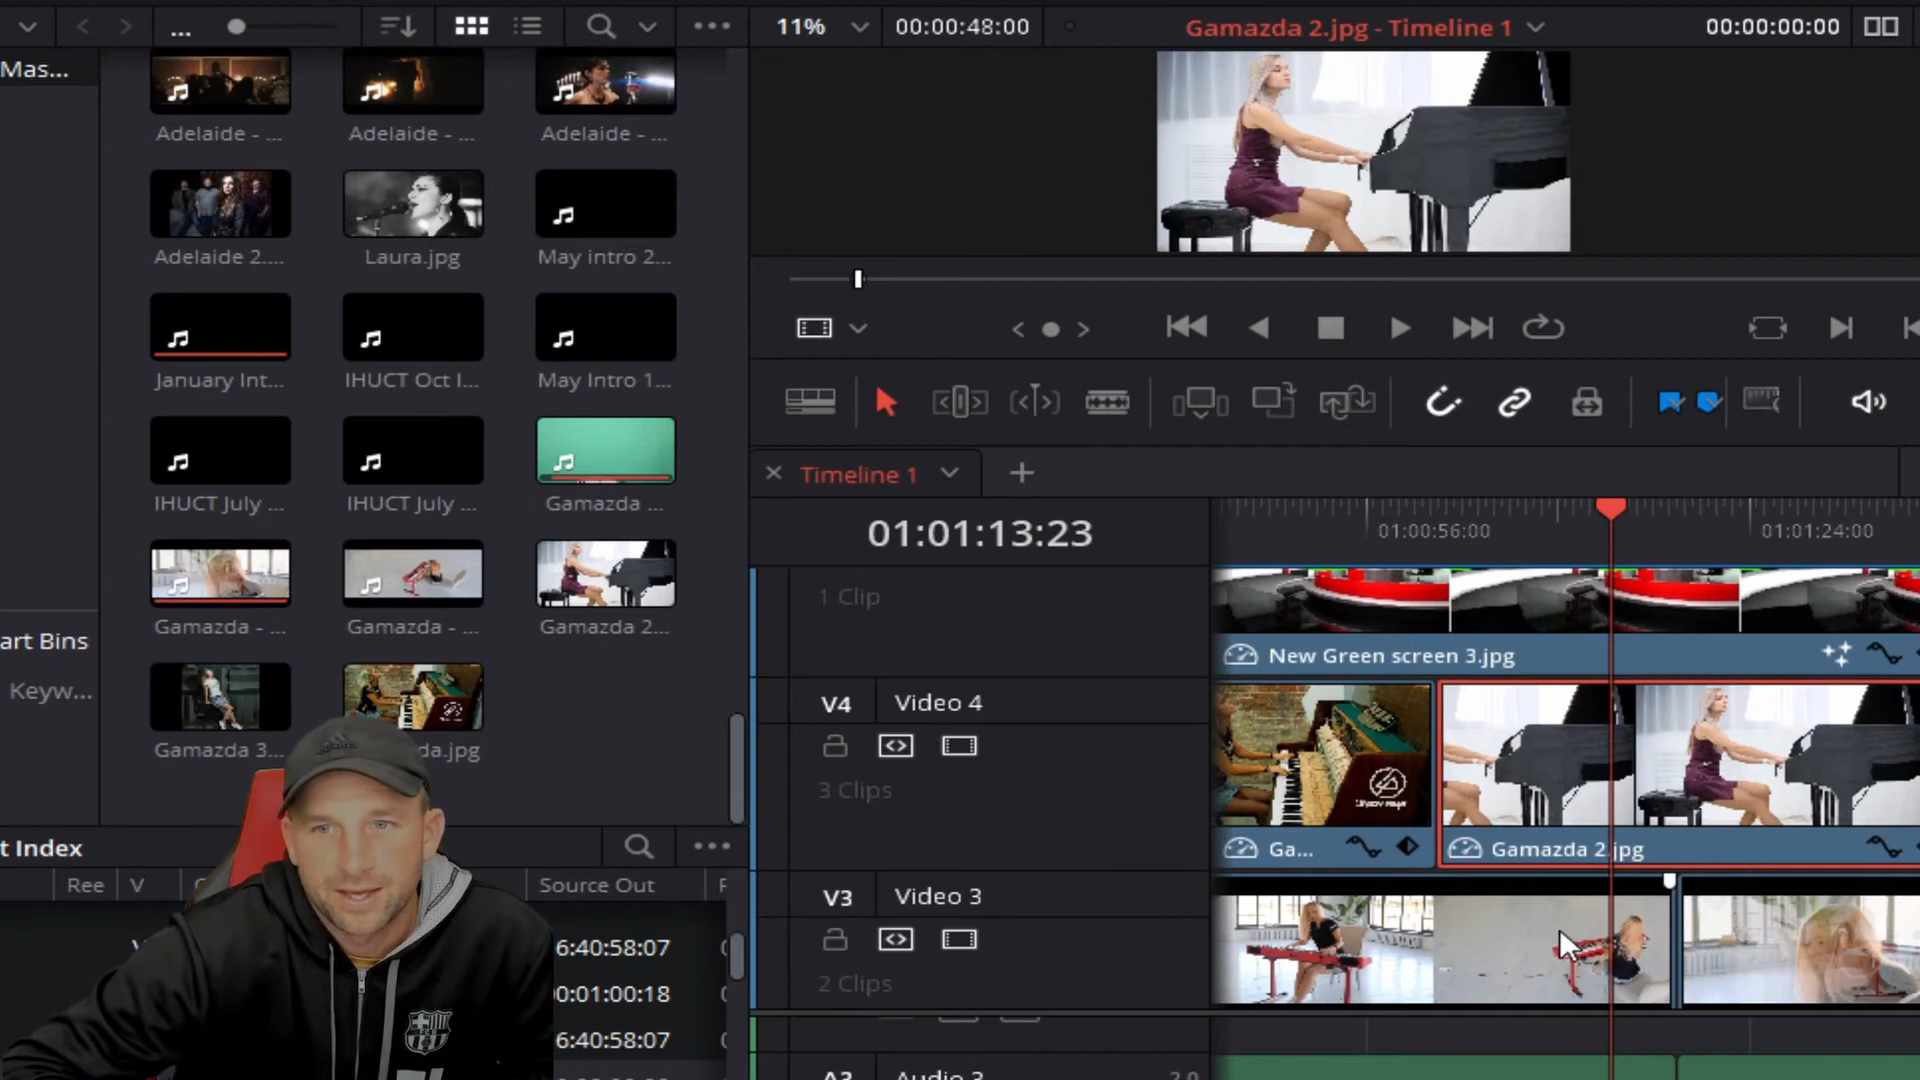 ...
11%
00:00:48:00
Gamazda 2.jpg - Timeline 1
00:00:00:00
Mas...
Adelaide - ...
Adelaide - ...
Adelaide - ...
Adelaide 2....
Laura.jpg
May intro 2...
January Int...
IHUCT Oct I...
May Intro 1...
IHUCT July ...
IHUCT July ...
Gamazda ...
Gamazda - ...
Gamazda - ...
Gamazda 2...
art Bins
Keyw...
Gamazda 3...
da.jpg
t Index
Ree
V
Source Out
6:40:58:07
0:01:00:18
6:40:58:07
adidas
Timeline 1
01:01:13:23
01:00:56:00
01:01:24:00
1 Clip
New Green screen 3.jpg
V4
Video 4
3 Clips
Ga...
Gamazda 2.jpg
V3
Video 3
2 Clips
A3
Audio 3
2.0